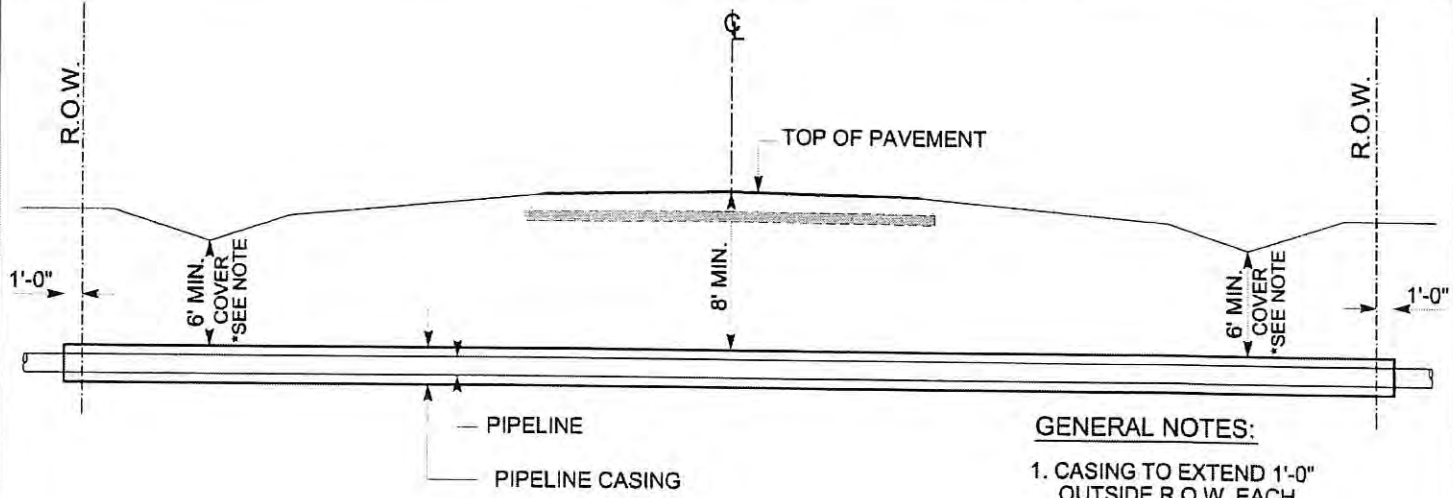 ℄
R.O.W.
R.O.W.
TOP OF PAVEMENT
1'-0"
6' MIN.
COVER
*SEE NOTE
8' MIN.
6' MIN.
COVER
*SEE NOTE
1'-0"
PIPELINE
PIPELINE CASING
GENERAL NOTES:
1. CASING TO EXTEND 1'-0"
OUTSIDE R.O.W. EACH